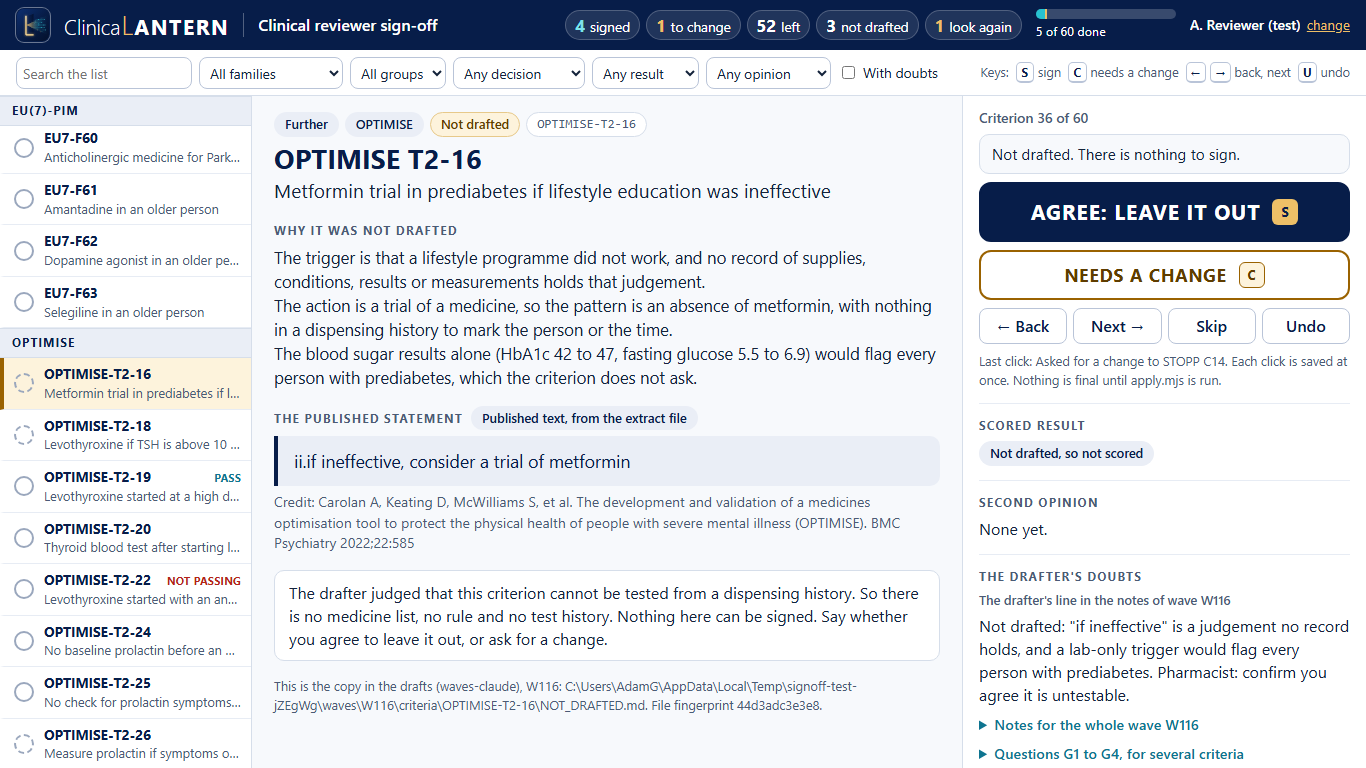 ClinicaLANTERN
Clinical reviewer sign-off
4 signed
1 to change
52 left
3 not drafted
1 look again
5 of 60 done
A. Reviewer (test) change
Search the list
All families
All groups
Any decision
Any result
Any opinion
With doubts
Keys: S sign C needs a change ← → back, next U undo
EU(7)-PIM
EU7-F60
Anticholinergic medicine for Park...
EU7-F61
Amantadine in an older person
EU7-F62
Dopamine agonist in an older pe...
EU7-F63
Selegiline in an older person
OPTIMISE
OPTIMISE-T2-16
Metformin trial in prediabetes if l...
OPTIMISE-T2-18
Levothyroxine if TSH is above 10 ...
OPTIMISE-T2-19 PASS
Levothyroxine started at a high d...
OPTIMISE-T2-20
Thyroid blood test after starting l...
OPTIMISE-T2-22 NOT PASSING
Levothyroxine started with an an...
OPTIMISE-T2-24
No baseline prolactin before an ...
OPTIMISE-T2-25
No check for prolactin symptoms...
OPTIMISE-T2-26
Measure prolactin if symptoms o...
Further
OPTIMISE
Not drafted
OPTIMISE-T2-16
OPTIMISE T2-16
Metformin trial in prediabetes if lifestyle education was ineffective
WHY IT WAS NOT DRAFTED
The trigger is that a lifestyle programme did not work, and no record of supplies,
conditions, results or measurements holds that judgement.
The action is a trial of a medicine, so the pattern is an absence of metformin, with nothing
in a dispensing history to mark the person or the time.
The blood sugar results alone (HbA1c 42 to 47, fasting glucose 5.5 to 6.9) would flag every
person with prediabetes, which the criterion does not ask.
THE PUBLISHED STATEMENT
Published text, from the extract file
ii.if ineffective, consider a trial of metformin
Credit: Carolan A, Keating D, McWilliams S, et al. The development and validation of a medicines
optimisation tool to protect the physical health of people with severe mental illness (OPTIMISE). BMC
Psychiatry 2022;22:585
The drafter judged that this criterion cannot be tested from a dispensing history. So there
is no medicine list, no rule and no test history. Nothing here can be signed. Say whether
you agree to leave it out, or ask for a change.
This is the copy in the drafts (waves-claude), W116: C:\Users\AdamG\AppData\Local\Temp\signoff-test-
jZEgWg\waves\W116\criteria\OPTIMISE-T2-16\NOT_DRAFTED.md. File fingerprint 44d3adc3e3e8.
Criterion 36 of 60
Not drafted. There is nothing to sign.
AGREE: LEAVE IT OUT S
NEEDS A CHANGE C
← Back
Next →
Skip
Undo
Last click: Asked for a change to STOPP C14. Each click is saved at
once. Nothing is final until apply.mjs is run.
SCORED RESULT
Not drafted, so not scored
SECOND OPINION
None yet.
THE DRAFTER'S DOUBTS
The drafter's line in the notes of wave W116
Not drafted: "if ineffective" is a judgement no record
holds, and a lab-only trigger would flag every
person with prediabetes. Pharmacist: confirm you
agree it is untestable.
▶ Notes for the whole wave W116
▶ Questions G1 to G4, for several criteria